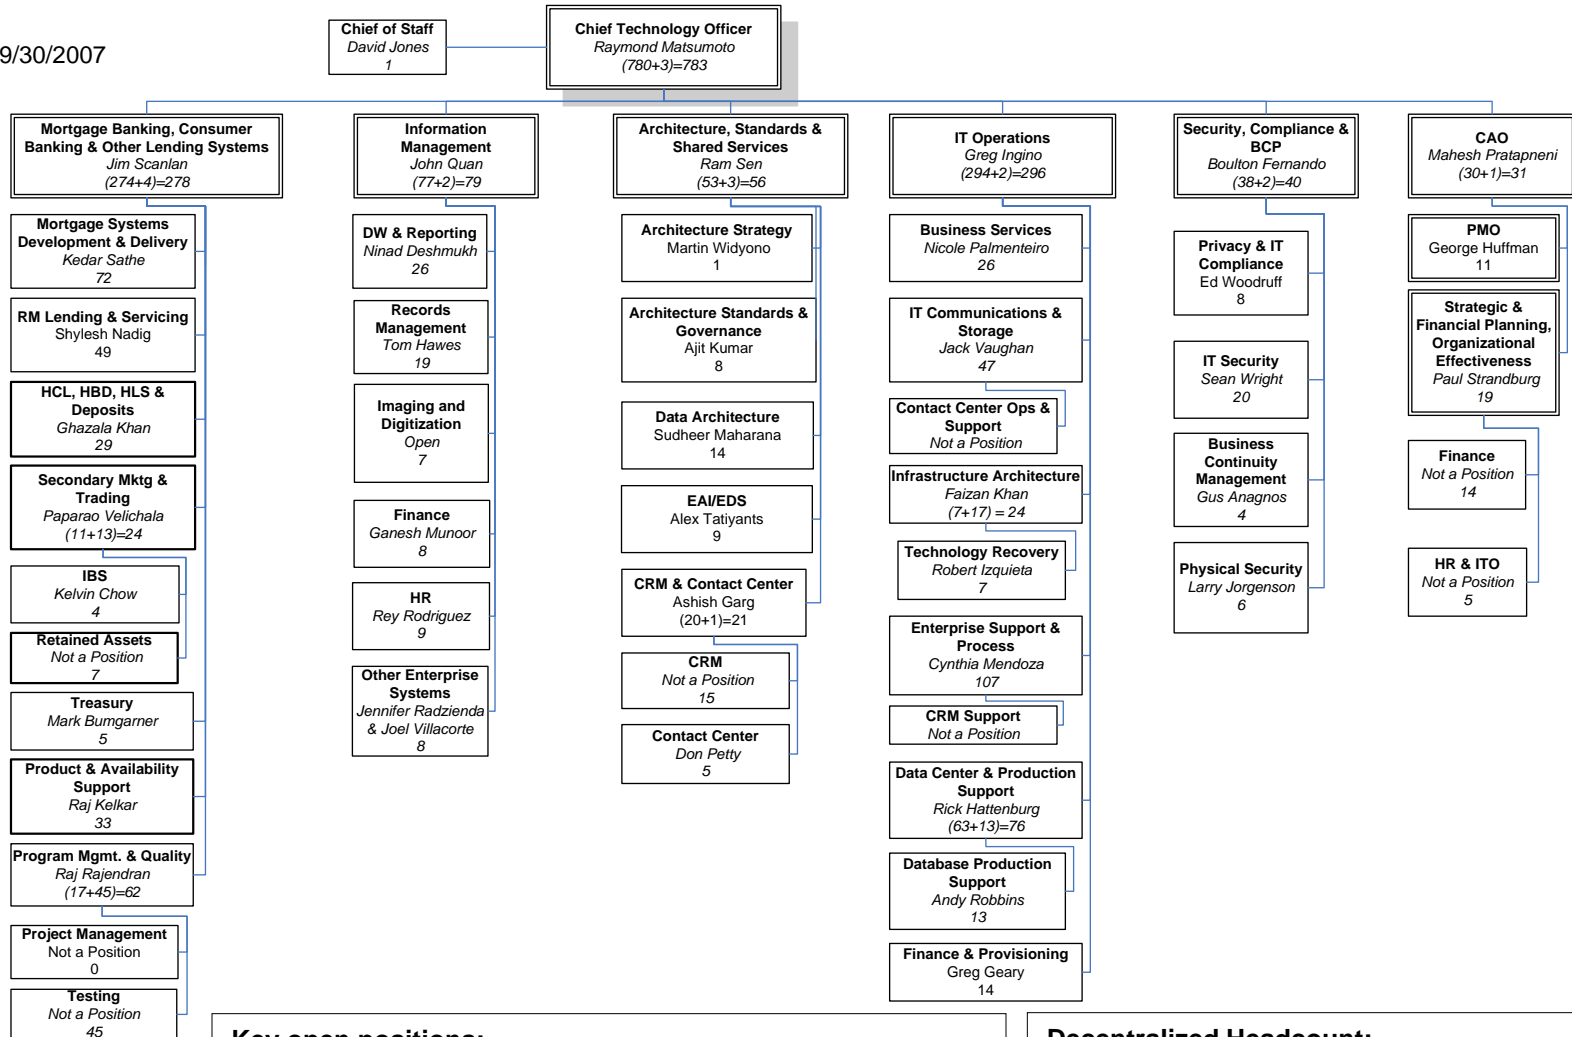 9/30/2007
Chief of Staff
David Jones
1
Chief Technology Officer
Raymond Matsumoto
(780+3)=783
Mortgage Banking, Consumer
Banking & Other Lending Systems
Jim Scanlan
(274+4)=278
Mortgage Systems
Development & Delivery
Kedar Sathe
72
RM Lending & Servicing
Shylesh Nadig
49
HCL, HBD, HLS &
Deposits
Ghazala Khan
29
Secondary Mktg &
Trading
Paparao Velichala
(11+13)=24
IBS
Kelvin Chow
4
Retained Assets
Not a Position
7
Treasury
Mark Bumgarner
5
Product & Availability
Support
Raj Kelkar
33
Program Mgmt. & Quality
Raj Rajendran
(17+45)=62
Project Management
Not a Position
0
Testing
Not a Position
45
Information
Management
John Quan
(77+2)=79
DW & Reporting
Ninad Deshmukh
26
Records
Management
Tom Hawes
19
Imaging and
Digitization
Open
7
Finance
Ganesh Munoor
8
HR
Rey Rodriguez
9
Other Enterprise
Systems
Jennifer Radzienda
& Joel Villacorte
8
Architecture, Standards &
Shared Services
Ram Sen
(53+3)=56
Architecture Strategy
Martin Widyono
1
Architecture Standards &
Governance
Ajit Kumar
8
Data Architecture
Sudheer Maharana
14
EAI/EDS
Alex Tatiyants
9
CRM & Contact Center
Ashish Garg
(20+1)=21
CRM
Not a Position
15
Contact Center
Don Petty
5
IT Operations
Greg Ingino
(294+2)=296
Business Services
Nicole Palmenteiro
26
IT Communications &
Storage
Jack Vaughan
47
Contact Center Ops &
Support
Not a Position
Infrastructure Architecture
Faizan Khan
(7+17) = 24
Technology Recovery
Robert Izquieta
7
Enterprise Support &
Process
Cynthia Mendoza
107
CRM Support
Not a Position
Data Center & Production
Support
Rick Hattenburg
(63+13)=76
Database Production
Support
Andy Robbins
13
Finance & Provisioning
Greg Geary
14
Security, Compliance &
BCP
Boulton Fernando
(38+2)=40
Privacy & IT
Compliance
Ed Woodruff
8
IT Security
Sean Wright
20
Business
Continuity
Management
Gus Anagnos
4
Physical Security
Larry Jorgenson
6
CAO
Mahesh Pratapneni
(30+1)=31
PMO
George Huffman
11
Strategic &
Financial Planning,
Organizational
Effectiveness
Paul Strandburg
19
Finance
Not a Position
14
HR & ITO
Not a Position
5
Key open positions:
Decentralized Headcount: